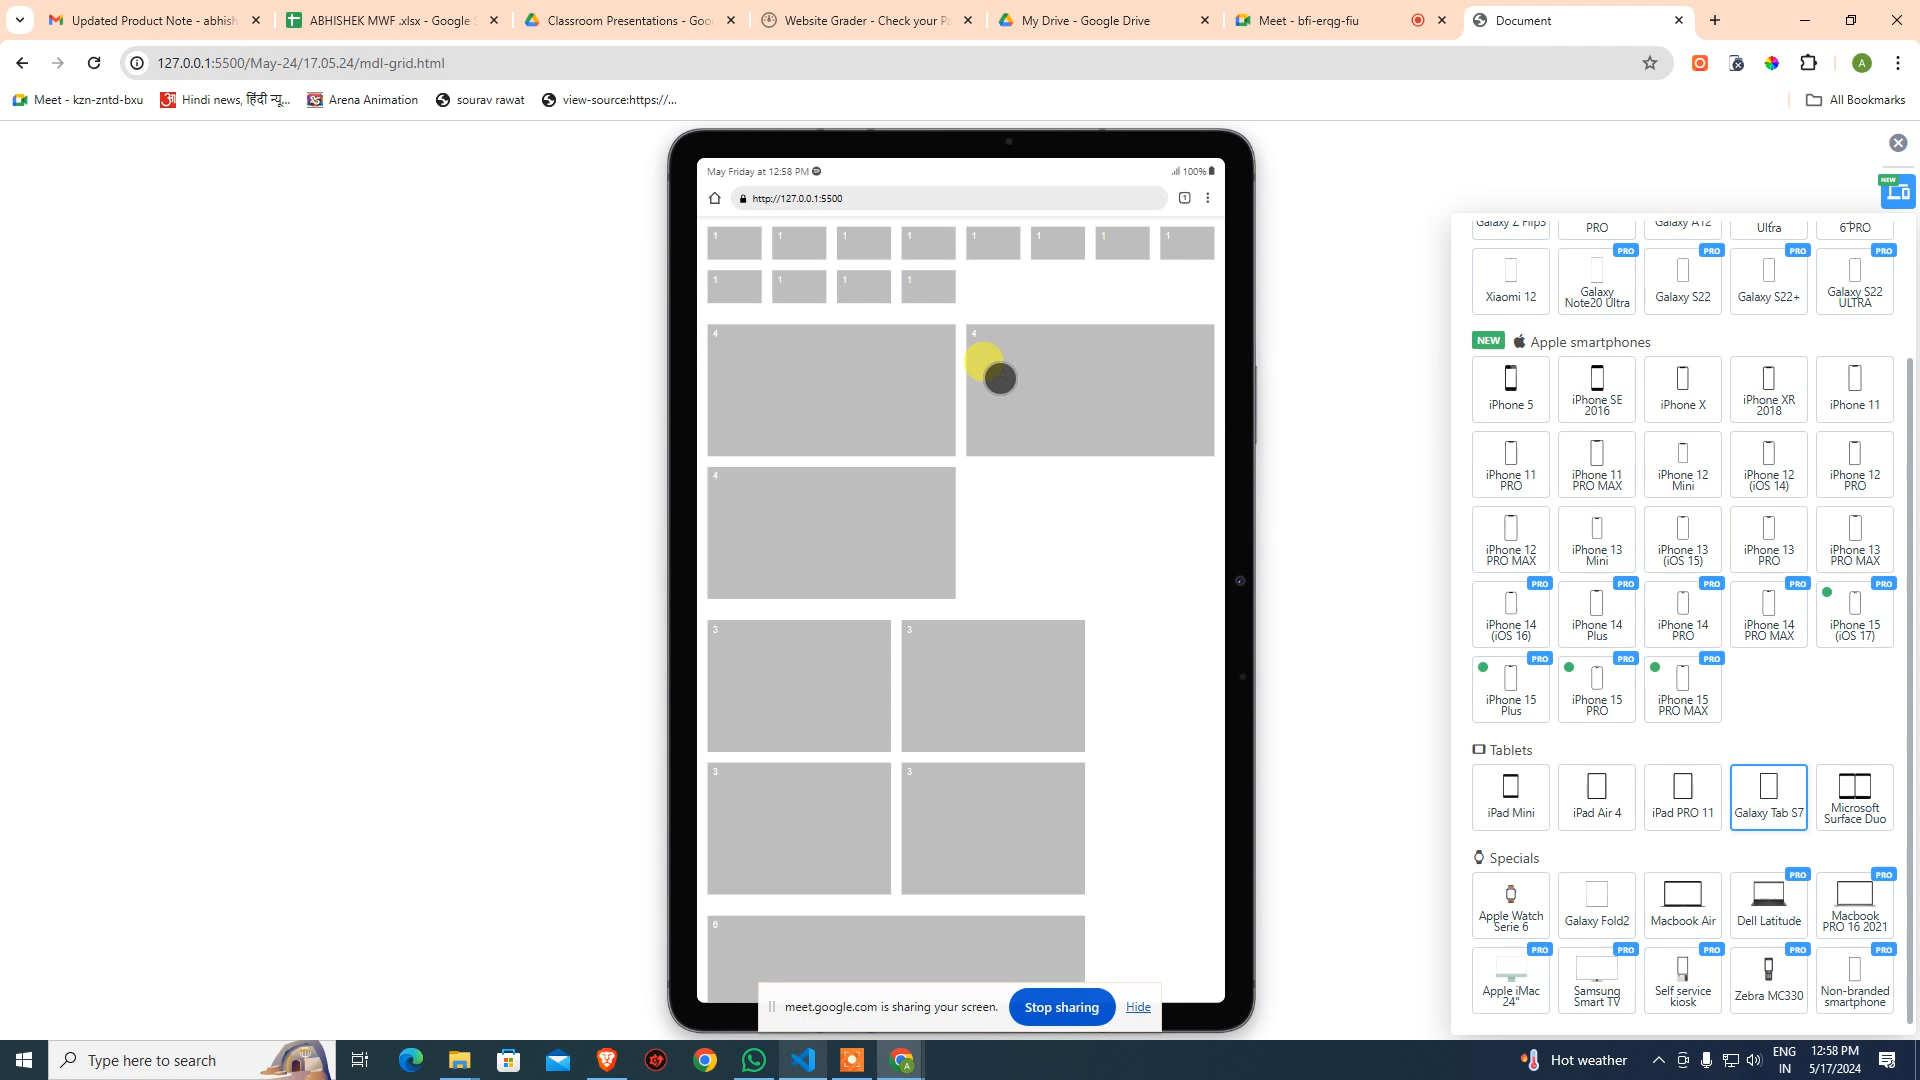 Updated Product Note - abhish
ABHISHEK MWF .xlsx - Google S
Classroom Presentations - Goo
Website Grader - Check your Pa
My Drive - Google Drive
Meet - bfi-erqg-fiu
Document
127.0.0.1:5500/May-24/17.05.24/mdl-grid.html
A
Meet - kzn-zntd-bxu
Hindi news, हिंदी न्यू...
Arena Animation
sourav rawat
view-source:https://...
All Bookmarks
May Friday at 12:58 PM
100%
http://127.0.0.1:5500
1
1 1 1 1 1 1 1 1
1 1 1 1
4 4
4
3 3
3 3
6
meet.google.com is sharing your screen.
Stop sharing
Hide
NEW
Galaxy Z Flip3
PRO
Galaxy A12
Ultra
6 PRO
Xiaomi 12
PRO
Galaxy Note20 Ultra
PRO
Galaxy S22
PRO
Galaxy S22+
PRO
Galaxy S22 ULTRA
NEW Apple smartphones
iPhone 5
iPhone SE 2016
iPhone X
iPhone XR 2018
iPhone 11
iPhone 11 PRO
iPhone 11 PRO MAX
iPhone 12 Mini
iPhone 12 (iOS 14)
iPhone 12 PRO
iPhone 12 PRO MAX
iPhone 13 Mini
iPhone 13 (iOS 15)
iPhone 13 PRO
iPhone 13 PRO MAX
PRO
iPhone 14 (iOS 16)
PRO
iPhone 14 Plus
PRO
iPhone 14 PRO
PRO
iPhone 14 PRO MAX
PRO
iPhone 15 (iOS 17)
PRO
iPhone 15 Plus
PRO
iPhone 15 PRO
PRO
iPhone 15 PRO MAX
Tablets
iPad Mini
iPad Air 4
iPad PRO 11
Galaxy Tab S7
Microsoft Surface Duo
Specials
Apple Watch Serie 6
Galaxy Fold2
Macbook Air
PRO
Dell Latitude
PRO
Macbook PRO 16 2021
PRO
Apple iMac 24"
PRO
Samsung Smart TV
PRO
Self service kiosk
PRO
Zebra MC330
PRO
Non-branded smartphone
Type here to search
Hot weather
ENG
IN
12:58 PM
5/17/2024